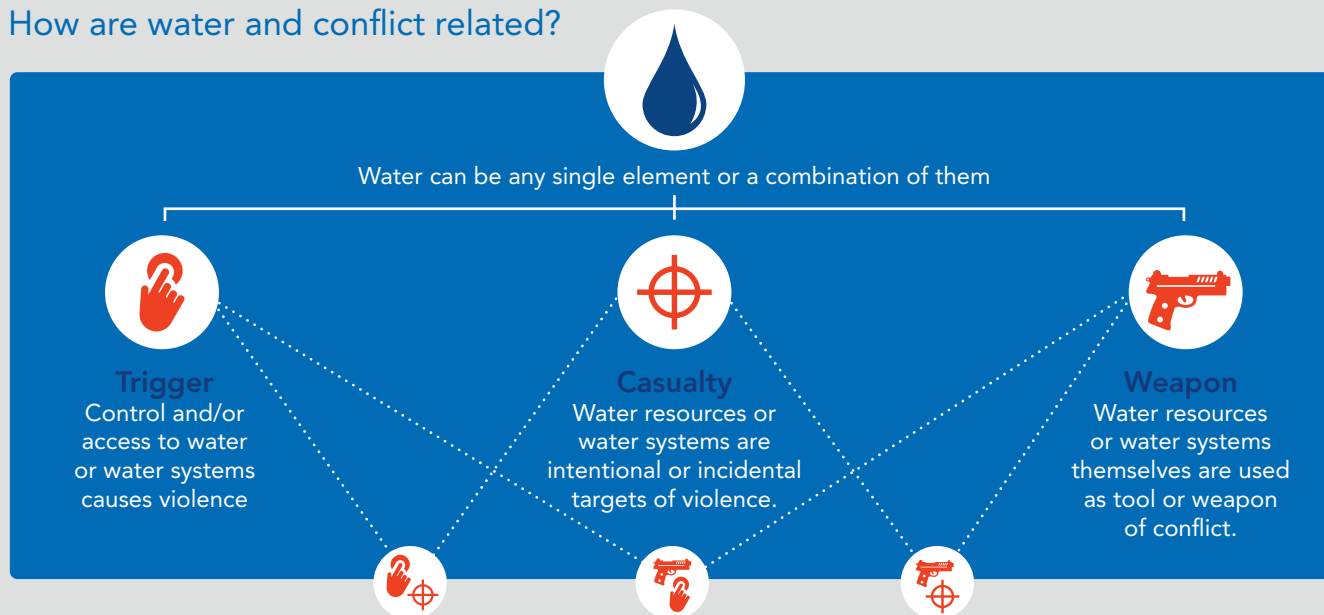 How are water and conflict related?
Water can be any single element or a combination of them
Trigger
Control and/or
access to water
or water systems
causes violence
Casualty
Water resources or
water systems are
intentional or incidental
targets of violence.
Weapon
Water resources
or water systems
themselves are used
as tool or weapon
of conflict.